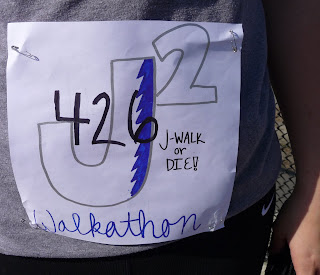 J2
426
J-WALK
or
DIE!!
Walkathon